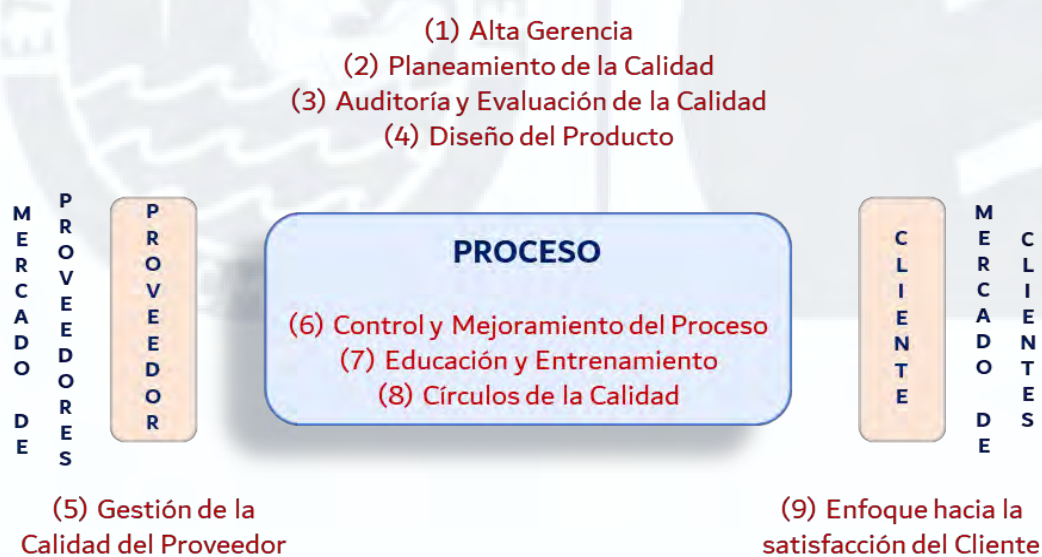 (1) Alta Gerencia
(2) Planeamiento de la Calidad
(3) Auditoría y Evaluación de la Calidad
(4) Diseño del Producto
MERCADO DE
PROVEEDORES
PROVEEDOR
PROCESO
(6) Control y Mejoramiento del Proceso
(7) Educación y Entrenamiento
(8) Círculos de la Calidad
CLIENTE
MERCADO DE
CLIENTES
(5) Gestión de la
Calidad del Proveedor
(9) Enfoque hacia la
satisfacción del Cliente